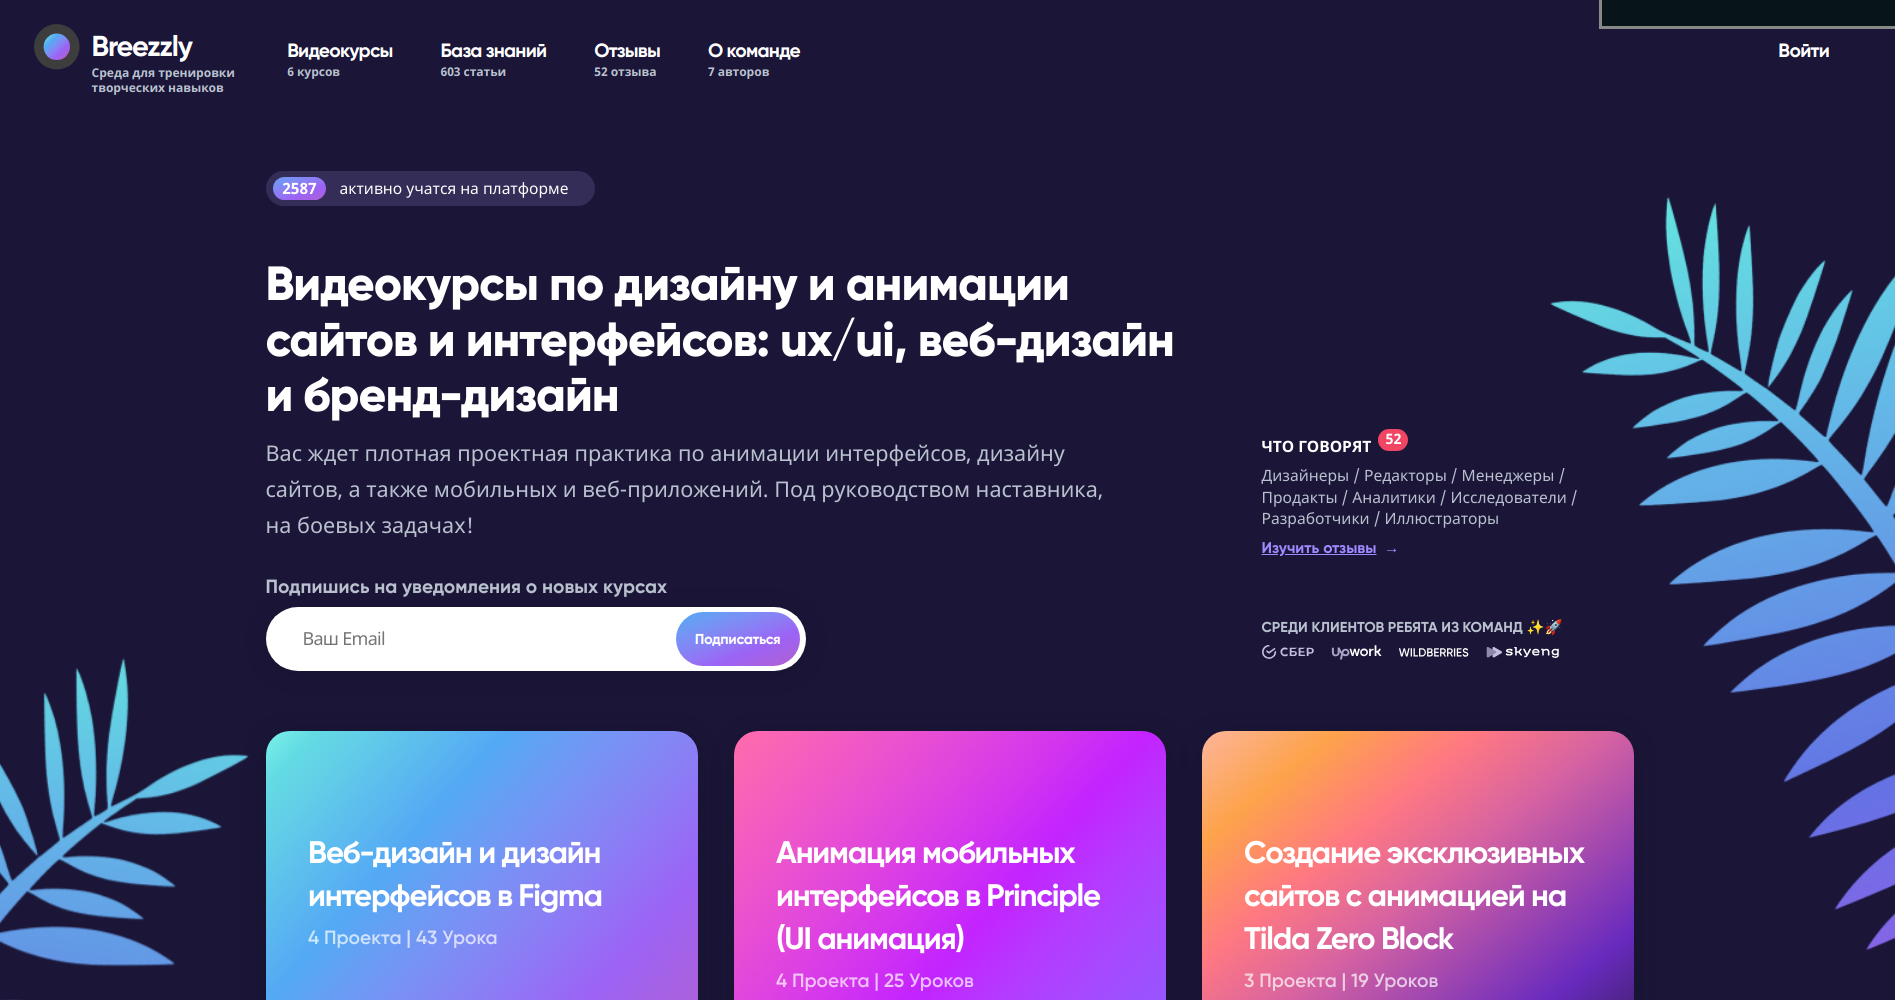 Breezzly
Среда для тренировки
творческих навыков
Видеокурсы
6 курсов
База знаний
603 статьи
Отзывы
52 отзыва
О команде
7 авторов
Войти
2587 активно учатся на платформе
Видеокурсы по дизайну и анимации
сайтов и интерфейсов: ux/ui, веб-дизайн
и бренд-дизайн
Вас ждет плотная проектная практика по анимации интерфейсов, дизайну
сайтов, а также мобильных и веб-приложений. Под руководством наставника,
на боевых задачах!
Подпишись на уведомления о новых курсах
Ваш Email
Подписаться
ЧТО ГОВОРЯТ 52
Дизайнеры / Редакторы / Менеджеры /
Продакты / Аналитики / Исследователи /
Разработчики / Иллюстраторы
Изучить отзывы →
СРЕДИ КЛИЕНТОВ РЕБЯТА ИЗ КОМАНД ✨🚀
СБЕР Upwork WILDBERRIES skyeng
Веб-дизайн и дизайн
интерфейсов в Figma
4 Проекта | 43 Урока
Анимация мобильных
интерфейсов в Principle
(UI анимация)
4 Проекта | 25 Уроков
Создание эксклюзивных
сайтов с анимацией на
Tilda Zero Block
3 Проекта | 19 Уроков